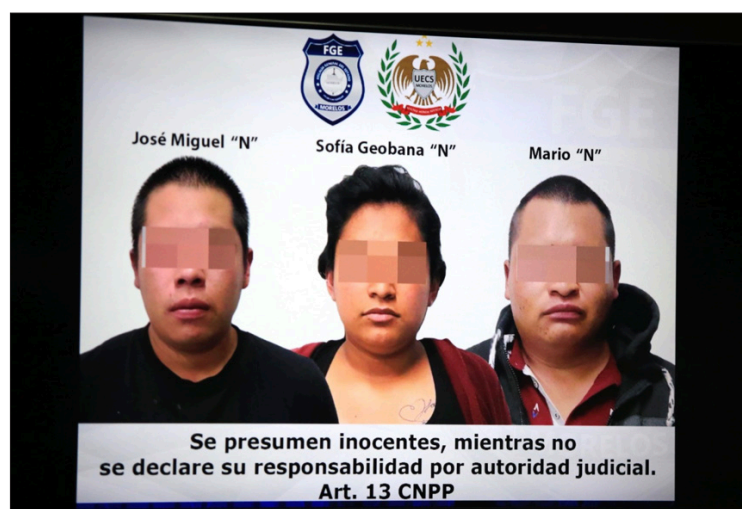 FGE
MORELOS
UECS
MORELOS
José Miguel “N”
Sofía Geobana “N”
Mario “N”
Se presumen inocentes, mientras no
se declare su responsabilidad por autoridad judicial.
Art. 13 CNPP